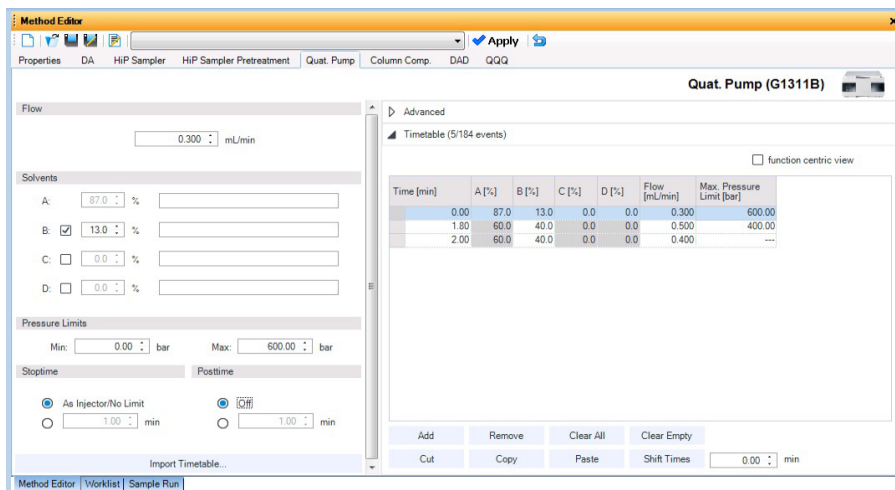 Method Editor
Apply
Properties DA HiP Sampler HiP Sampler Pretreatment Quat. Pump Column Comp. DAD QQQ
Quat. Pump (G1311B)
Flow
0.300 mL/min
Solvents
A: 87.0 %
B: 13.0 %
C: 0.0 %
D: 0.0 %
Pressure Limits
Min: 0.00 bar Max: 600.00 bar
Stoptime Posttime
As Injector/No Limit Off
1.00 min 1.00 min
Import Timetable...
Advanced
Timetable (5/184 events)
function centric view
Time [min] A [%] B [%] C [%] D [%] Flow [mL/min] Max. Pressure Limit [bar]
0.00 87.0 13.0 0.0 0.0 0.300 600.00
1.80 60.0 40.0 0.0 0.0 0.500 400.00
2.00 60.0 40.0 0.0 0.0 0.400 ---
Add Remove Clear All Clear Empty
Cut Copy Paste Shift Times 0.00 min
Method Editor Worklist Sample Run